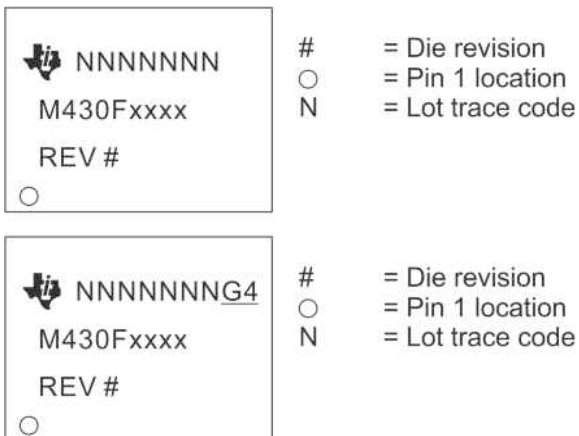 NNNNNNN
M430Fxxxx
REV #
# = Die revision
○ = Pin 1 location
N = Lot trace code
NNNNNNNG4
M430Fxxxx
REV #
# = Die revision
○ = Pin 1 location
N = Lot trace code